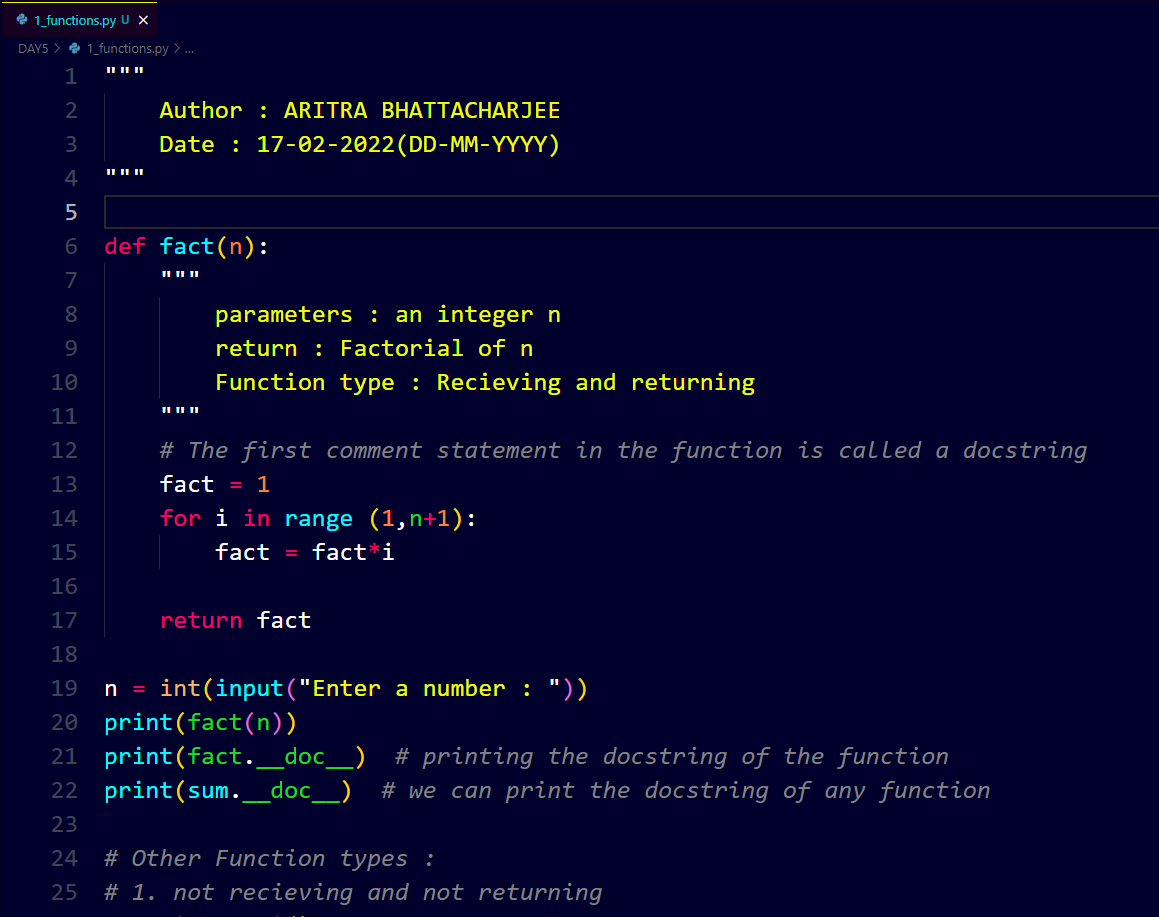 1_functions.py U ×
DAY5 > 1_functions.py > ...
1 """
2 Author : ARITRA BHATTACHARJEE
3 Date : 17-02-2022(DD-MM-YYYY)
4 """
5
6 def fact(n):
7 """
8 parameters : an integer n
9 return : Factorial of n
10 Function type : Recieving and returning
11 """
12 # The first comment statement in the function is called a docstring
13 fact = 1
14 for i in range (1,n+1):
15 fact = fact*i
16
17 return fact
18
19 n = int(input("Enter a number : "))
20 print(fact(n))
21 print(fact.__doc__)  # printing the docstring of the function
22 print(sum.__doc__)  # we can print the docstring of any function
23
24 # Other Function types :
25 # 1. not recieving and not returning